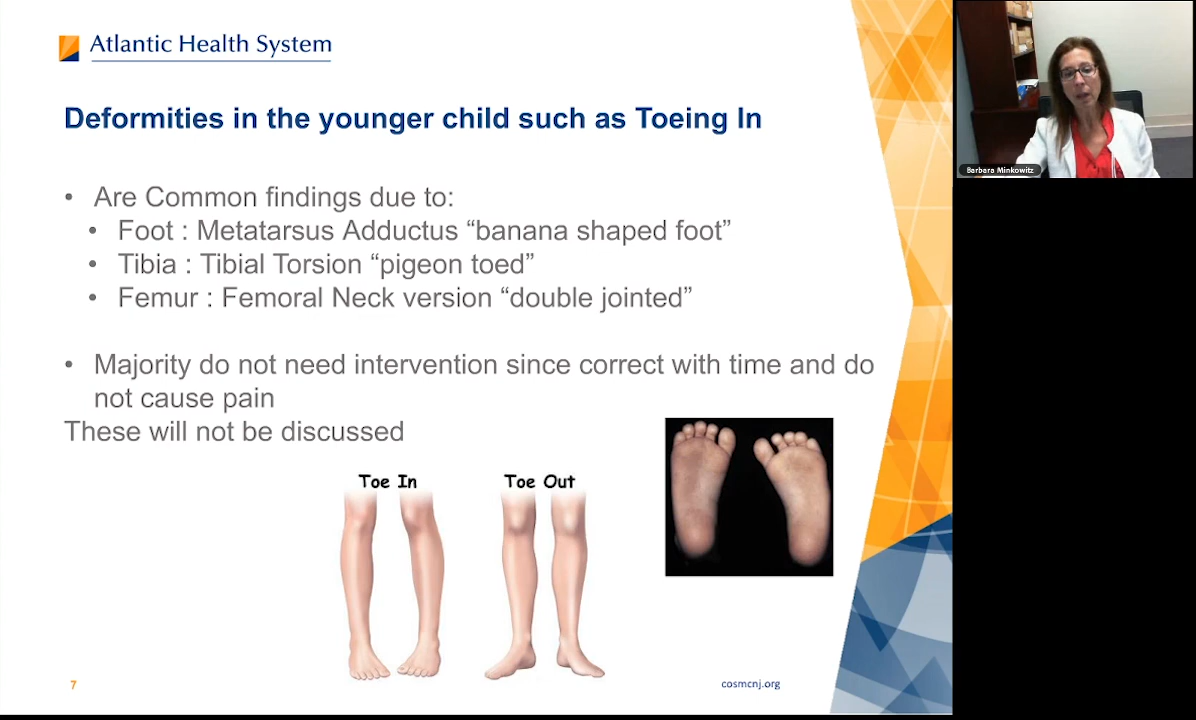 Atlantic Health System
Deformities in the younger child such as Toeing In
• Are Common findings due to:
• Foot : Metatarsus Adductus “banana shaped foot”
• Tibia : Tibial Torsion “pigeon toed”
• Femur : Femoral Neck version “double jointed”
• Majority do not need intervention since correct with time and do
not cause pain
These will not be discussed
Toe In
Toe Out
7
cosmcnj.org
Barbara Minkowitz